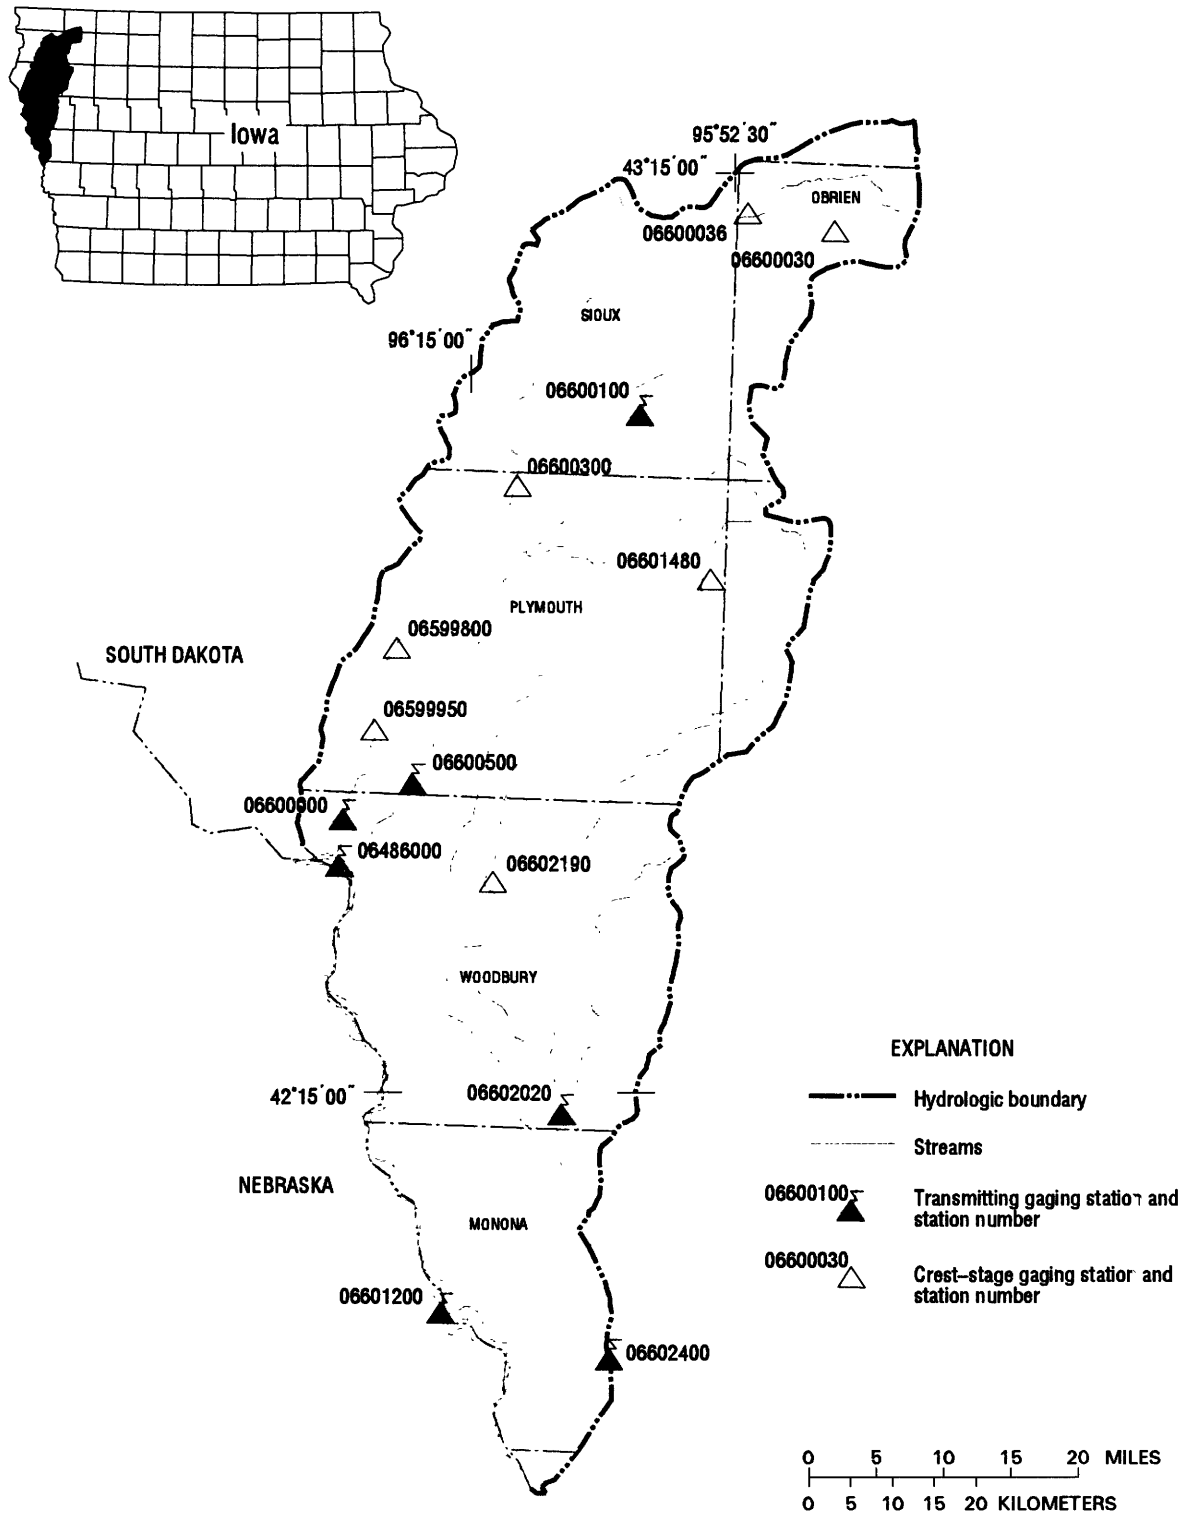 Iowa
95°52′30″
43°15′00″
OBRIEN
06600036
06600030
SIOUX
96°15′00″
06600100
06600300
06601480
PLYMOUTH
06599800
SOUTH DAKOTA
06599950
06600500
06600000
06486000
06602190
WOODBURY
EXPLANATION
42°15′00″
06602020
Hydrologic boundary
Streams
NEBRASKA
06600100
Transmitting gaging station and
station number
MONONA
06600030
Crest–stage gaging station and
station number
06601200
06602400
0 5 10 15 20 MILES
0 5 10 15 20 KILOMETERS